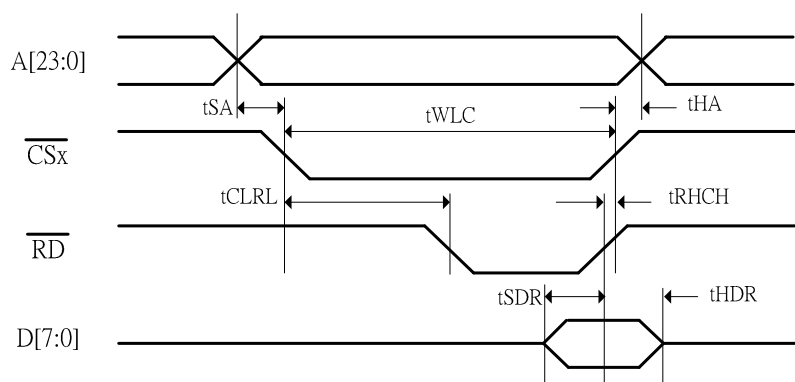 A[23:0]
tSA
tWLC
tHA
CSx
tCLRL
tRHCH
RD
tSDR
tHDR
D[7:0]